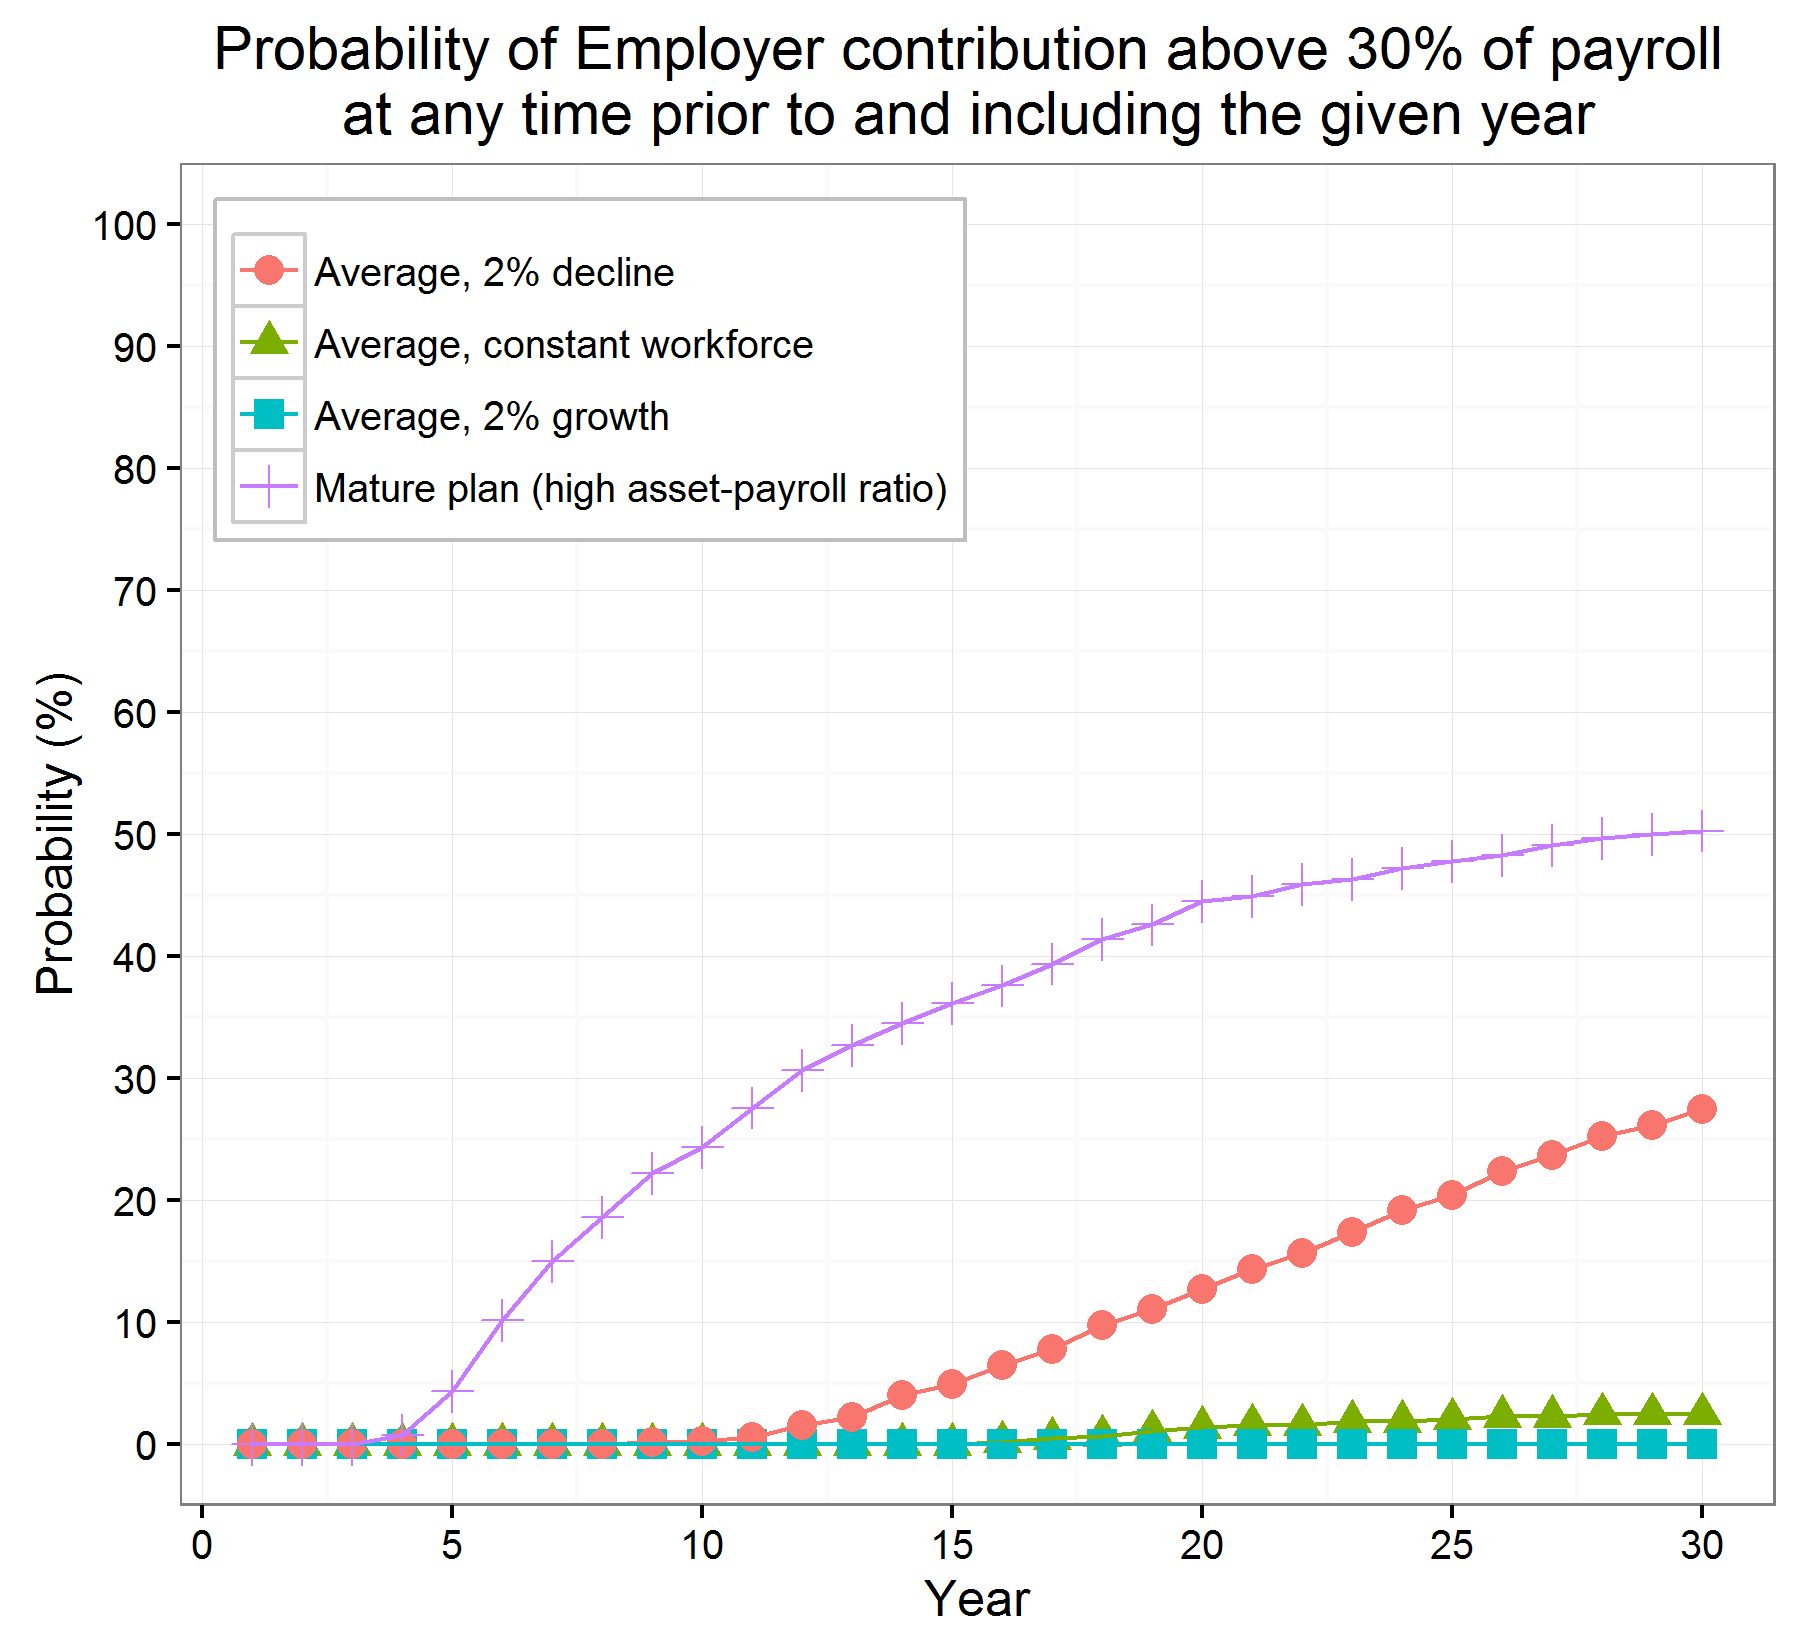 Probability of Employer contribution above 30% of payroll
at any time prior to and including the given year
Average, 2% decline
Average, constant workforce
Average, 2% growth
Mature plan (high asset-payroll ratio)
Probability (%)
100
90
80
70
60
50
40
30
20
10
0
0 5 10 15 20 25 30
Year